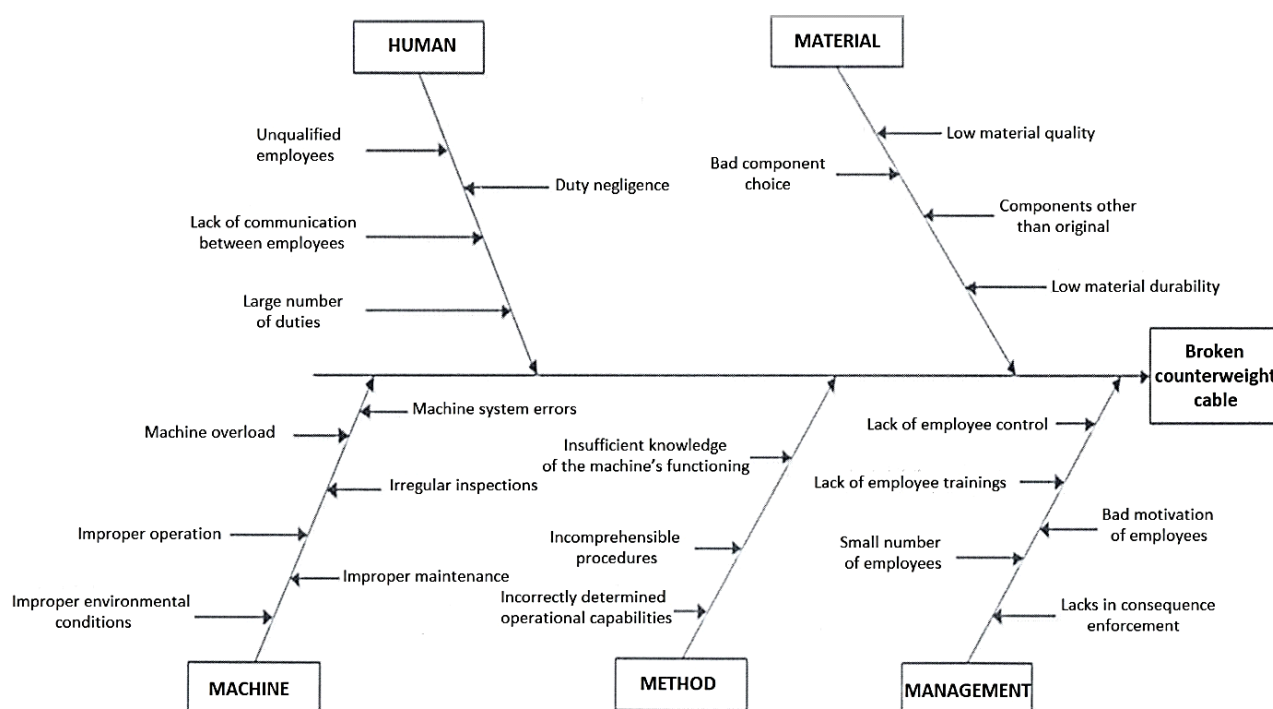 HUMAN
MATERIAL
Unqualified
employees
Duty negligence
Lack of communication
between employees
Large number
of duties
Low material quality
Bad component
choice
Components other
than original
Low material durability
Broken
counterweight
cable
Machine system errors
Machine overload
Irregular inspections
Improper operation
Improper maintenance
Improper environmental
conditions
Insufficient knowledge
of the machine's functioning
Incomprehensible
procedures
Incorrectly determined
operational capabilities
Lack of employee control
Lack of employee trainings
Bad motivation
of employees
Small number
of employees
Lacks in consequence
enforcement
MACHINE
METHOD
MANAGEMENT